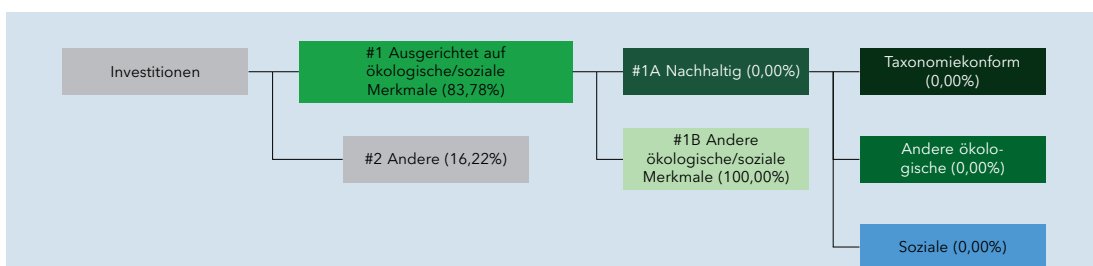 Investitionen
#1 Ausgerichtet auf
ökologische/soziale
Merkmale (83,78%)
#2 Andere (16,22%)
#1A Nachhaltig (0,00%)
#1B Andere
ökologische/soziale
Merkmale (100,00%)
Taxonomiekonform
(0,00%)
Andere ökolo-
gische (0,00%)
Soziale (0,00%)